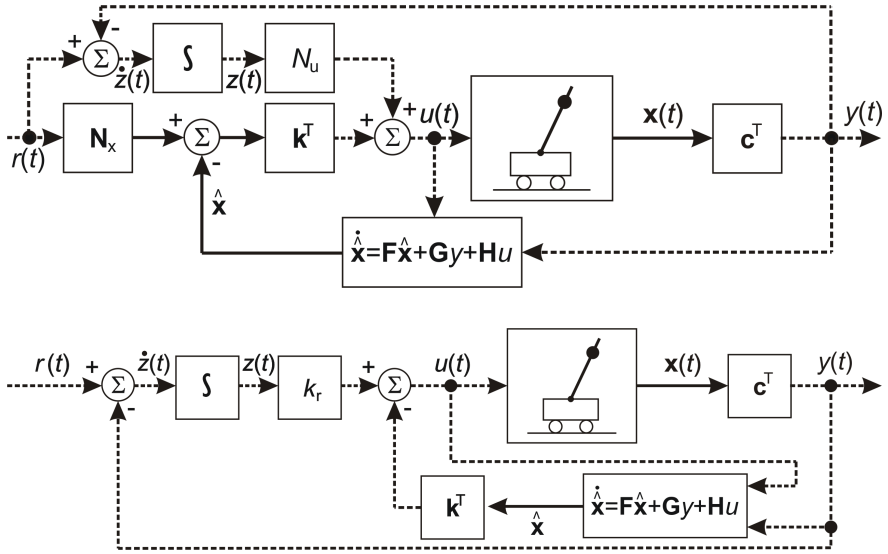 -
+ Σ ż(t) ∫ z(t) N_u
+ u(t) x(t) y(t)
r(t) N_x + Σ - k^T + Σ c^T
x̂
x̂̇=Fx̂+Gy+Hu
r(t) + Σ - ż(t) ∫ z(t) k_r + Σ - u(t) x(t) c^T y(t)
k^T x̂ x̂̇=Fx̂+Gy+Hu